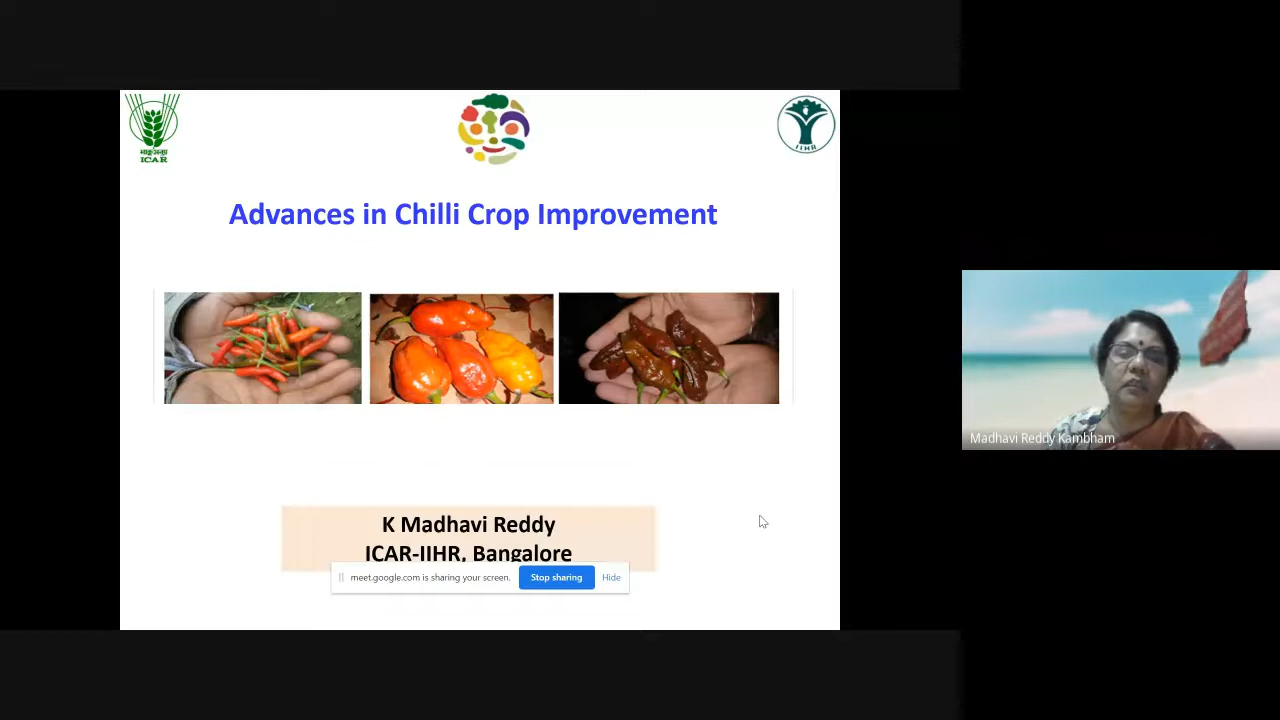 ICAR
IIHR
Advances in Chilli Crop Improvement
K Madhavi Reddy
ICAR-IIHR, Bangalore
meet.google.com is sharing your screen.
Stop sharing
Hide
Madhavi Reddy Kambham